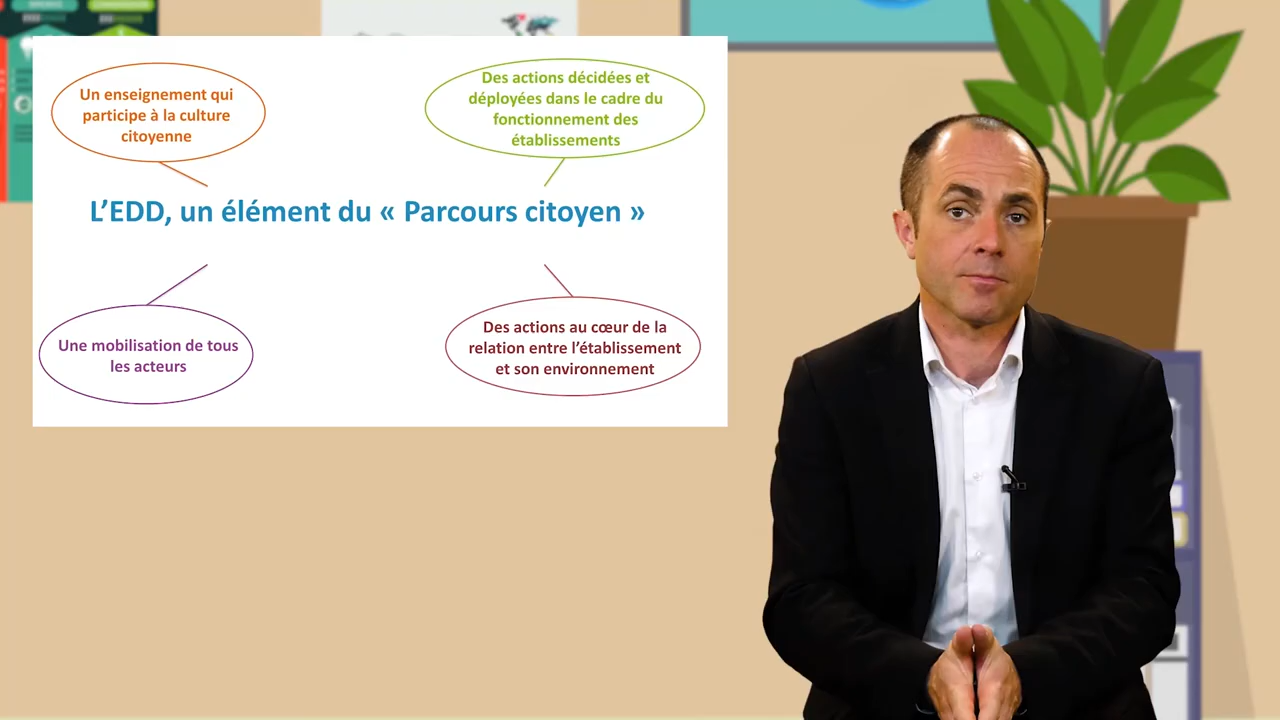 Un enseignement qui
participe à la culture
citoyenne
Des actions décidées et
déployées dans le cadre du
fonctionnement des
établissements
L'EDD, un élément du « Parcours citoyen »
Une mobilisation de tous
les acteurs
Des actions au cœur de la
relation entre l'établissement
et son environnement